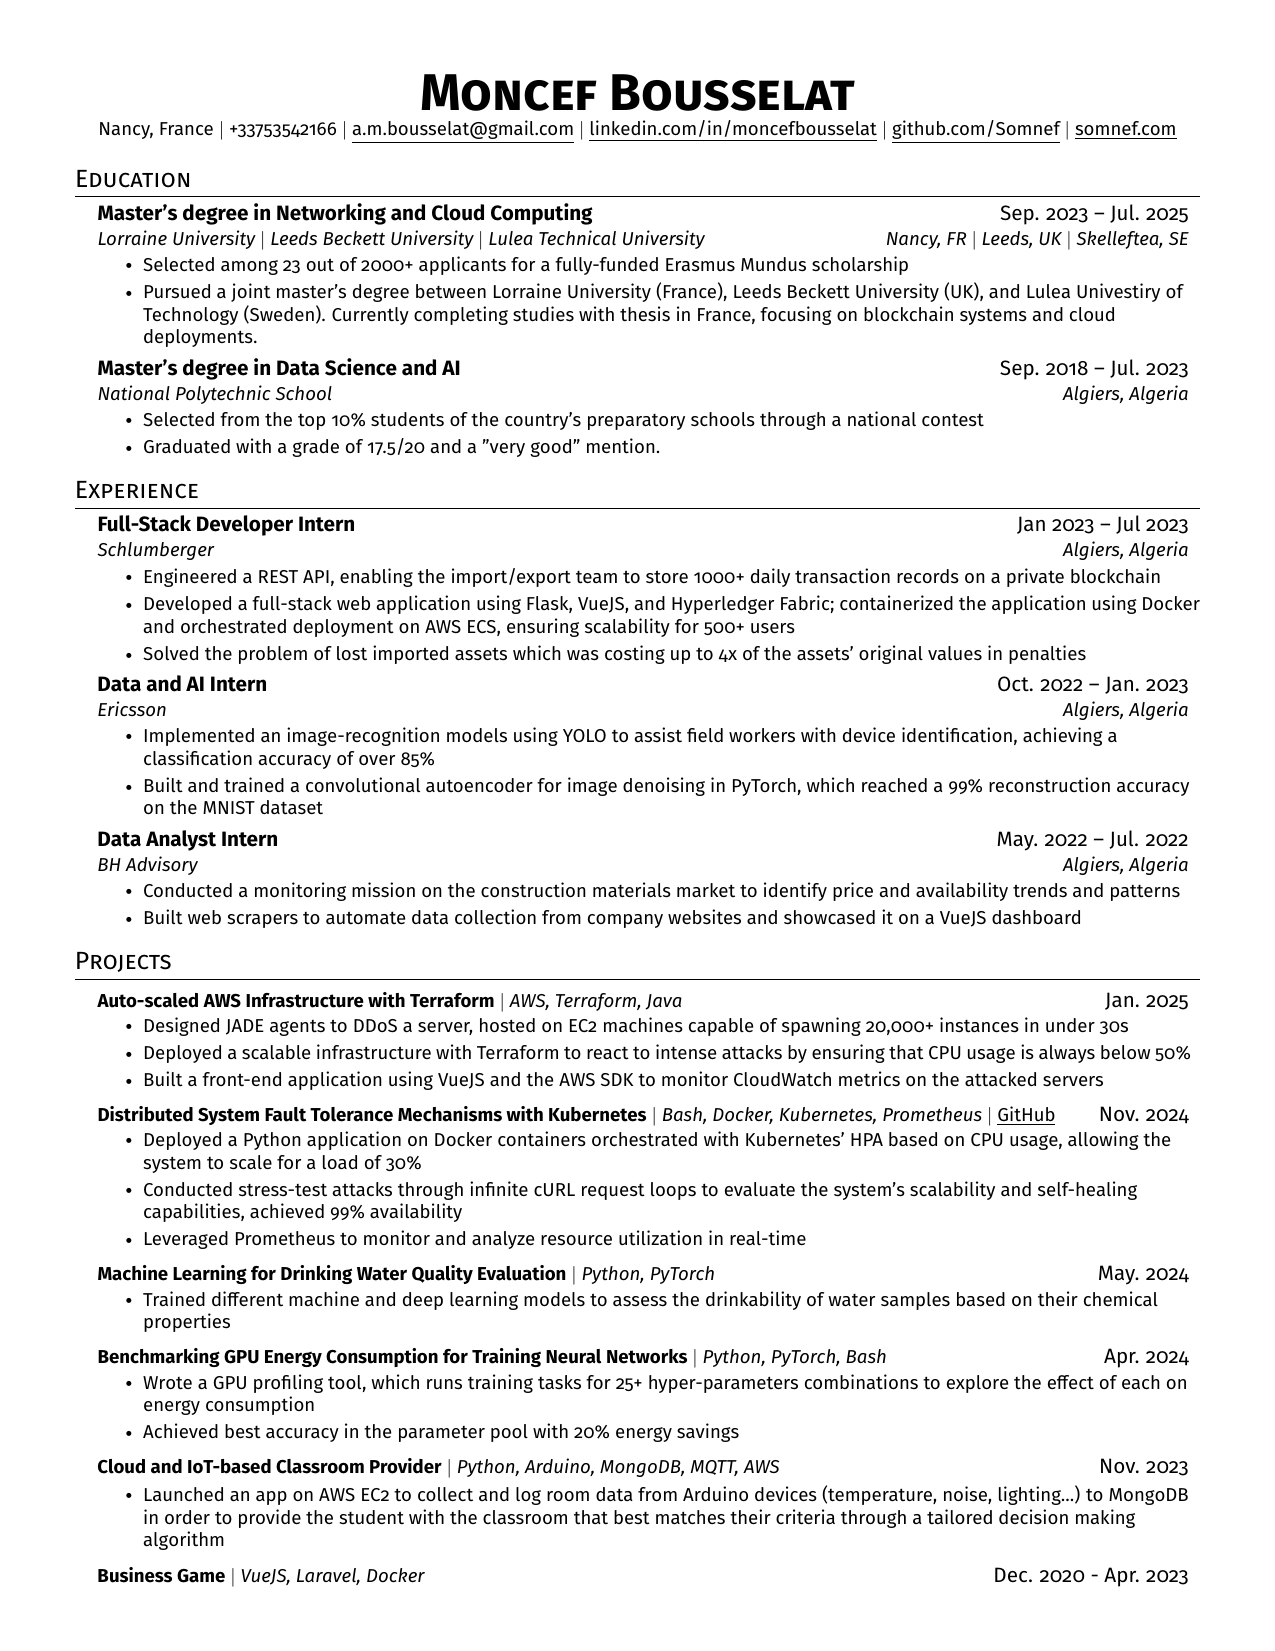 Moncef Bousselat
Nancy, France | +33753542166 | a.m.bousselat@gmail.com | linkedin.com/in/moncefbousselat | github.com/Somnef | somnef.com
Education
Master’s degree in Networking and Cloud Computing Sep. 2023 – Jul. 2025
Lorraine University | Leeds Beckett University | Lulea Technical University Nancy, FR | Leeds, UK | Skelleftea, SE
• Selected among 23 out of 2000+ applicants for a fully-funded Erasmus Mundus scholarship
• Pursued a joint master’s degree between Lorraine University (France), Leeds Beckett University (UK), and Lulea Univestiry of
Technology (Sweden). Currently completing studies with thesis in France, focusing on blockchain systems and cloud
deployments.
Master’s degree in Data Science and AI Sep. 2018 – Jul. 2023
National Polytechnic School Algiers, Algeria
• Selected from the top 10% students of the country’s preparatory schools through a national contest
• Graduated with a grade of 17.5/20 and a ”very good” mention.
Experience
Full-Stack Developer Intern Jan 2023 – Jul 2023
Schlumberger Algiers, Algeria
• Engineered a REST API, enabling the import/export team to store 1000+ daily transaction records on a private blockchain
• Developed a full-stack web application using Flask, VueJS, and Hyperledger Fabric; containerized the application using Docker
and orchestrated deployment on AWS ECS, ensuring scalability for 500+ users
• Solved the problem of lost imported assets which was costing up to 4x of the assets’ original values in penalties
Data and AI Intern Oct. 2022 – Jan. 2023
Ericsson Algiers, Algeria
• Implemented an image-recognition models using YOLO to assist field workers with device identification, achieving a
classification accuracy of over 85%
• Built and trained a convolutional autoencoder for image denoising in PyTorch, which reached a 99% reconstruction accuracy
on the MNIST dataset
Data Analyst Intern May. 2022 – Jul. 2022
BH Advisory Algiers, Algeria
• Conducted a monitoring mission on the construction materials market to identify price and availability trends and patterns
• Built web scrapers to automate data collection from company websites and showcased it on a VueJS dashboard
Projects
Auto-scaled AWS Infrastructure with Terraform | AWS, Terraform, Java Jan. 2025
• Designed JADE agents to DDoS a server, hosted on EC2 machines capable of spawning 20,000+ instances in under 30s
• Deployed a scalable infrastructure with Terraform to react to intense attacks by ensuring that CPU usage is always below 50%
• Built a front-end application using VueJS and the AWS SDK to monitor CloudWatch metrics on the attacked servers
Distributed System Fault Tolerance Mechanisms with Kubernetes | Bash, Docker, Kubernetes, Prometheus | GitHub Nov. 2024
• Deployed a Python application on Docker containers orchestrated with Kubernetes’ HPA based on CPU usage, allowing the
system to scale for a load of 30%
• Conducted stress-test attacks through infinite cURL request loops to evaluate the system’s scalability and self-healing
capabilities, achieved 99% availability
• Leveraged Prometheus to monitor and analyze resource utilization in real-time
Machine Learning for Drinking Water Quality Evaluation | Python, PyTorch May. 2024
• Trained different machine and deep learning models to assess the drinkability of water samples based on their chemical
properties
Benchmarking GPU Energy Consumption for Training Neural Networks | Python, PyTorch, Bash Apr. 2024
• Wrote a GPU profiling tool, which runs training tasks for 25+ hyper-parameters combinations to explore the effect of each on
energy consumption
• Achieved best accuracy in the parameter pool with 20% energy savings
Cloud and IoT-based Classroom Provider | Python, Arduino, MongoDB, MQTT, AWS Nov. 2023
• Launched an app on AWS EC2 to collect and log room data from Arduino devices (temperature, noise, lighting...) to MongoDB
in order to provide the student with the classroom that best matches their criteria through a tailored decision making
algorithm
Business Game | VueJS, Laravel, Docker Dec. 2020 - Apr. 2023